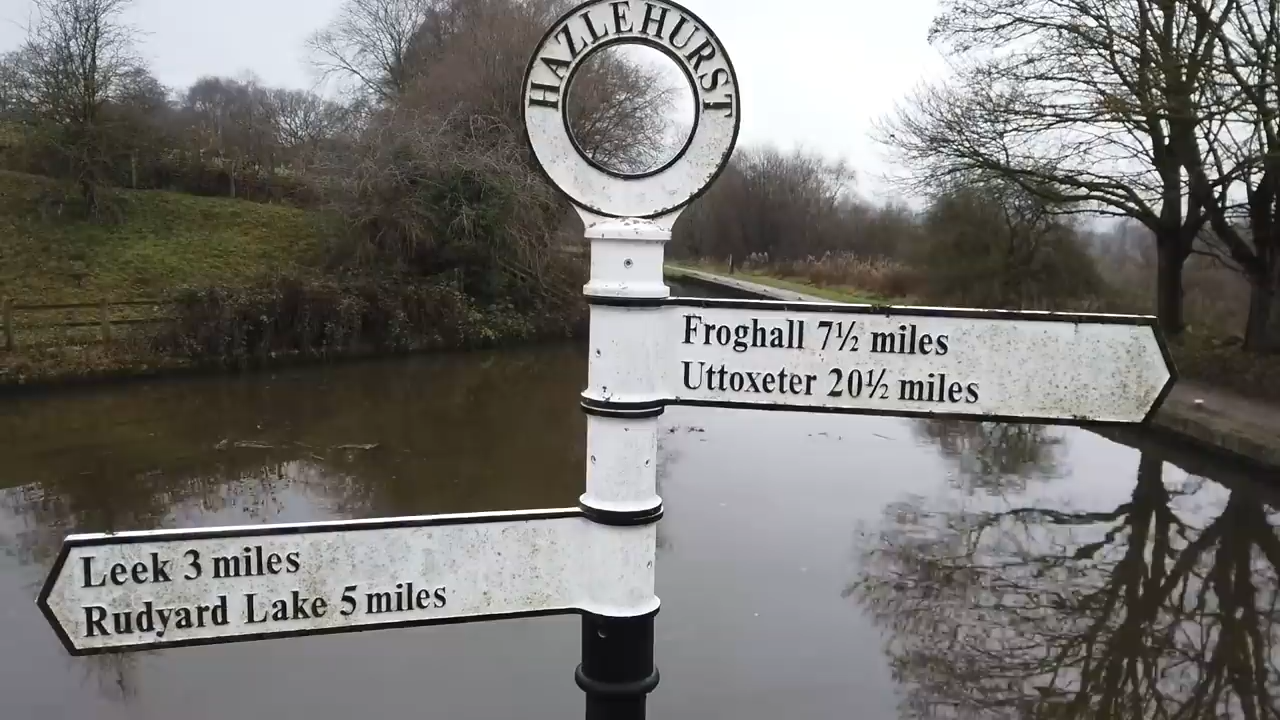 HAZLEHURST
Froghall 7½ miles
Uttoxeter 20½ miles
Leek 3 miles
Rudyard Lake 5 miles